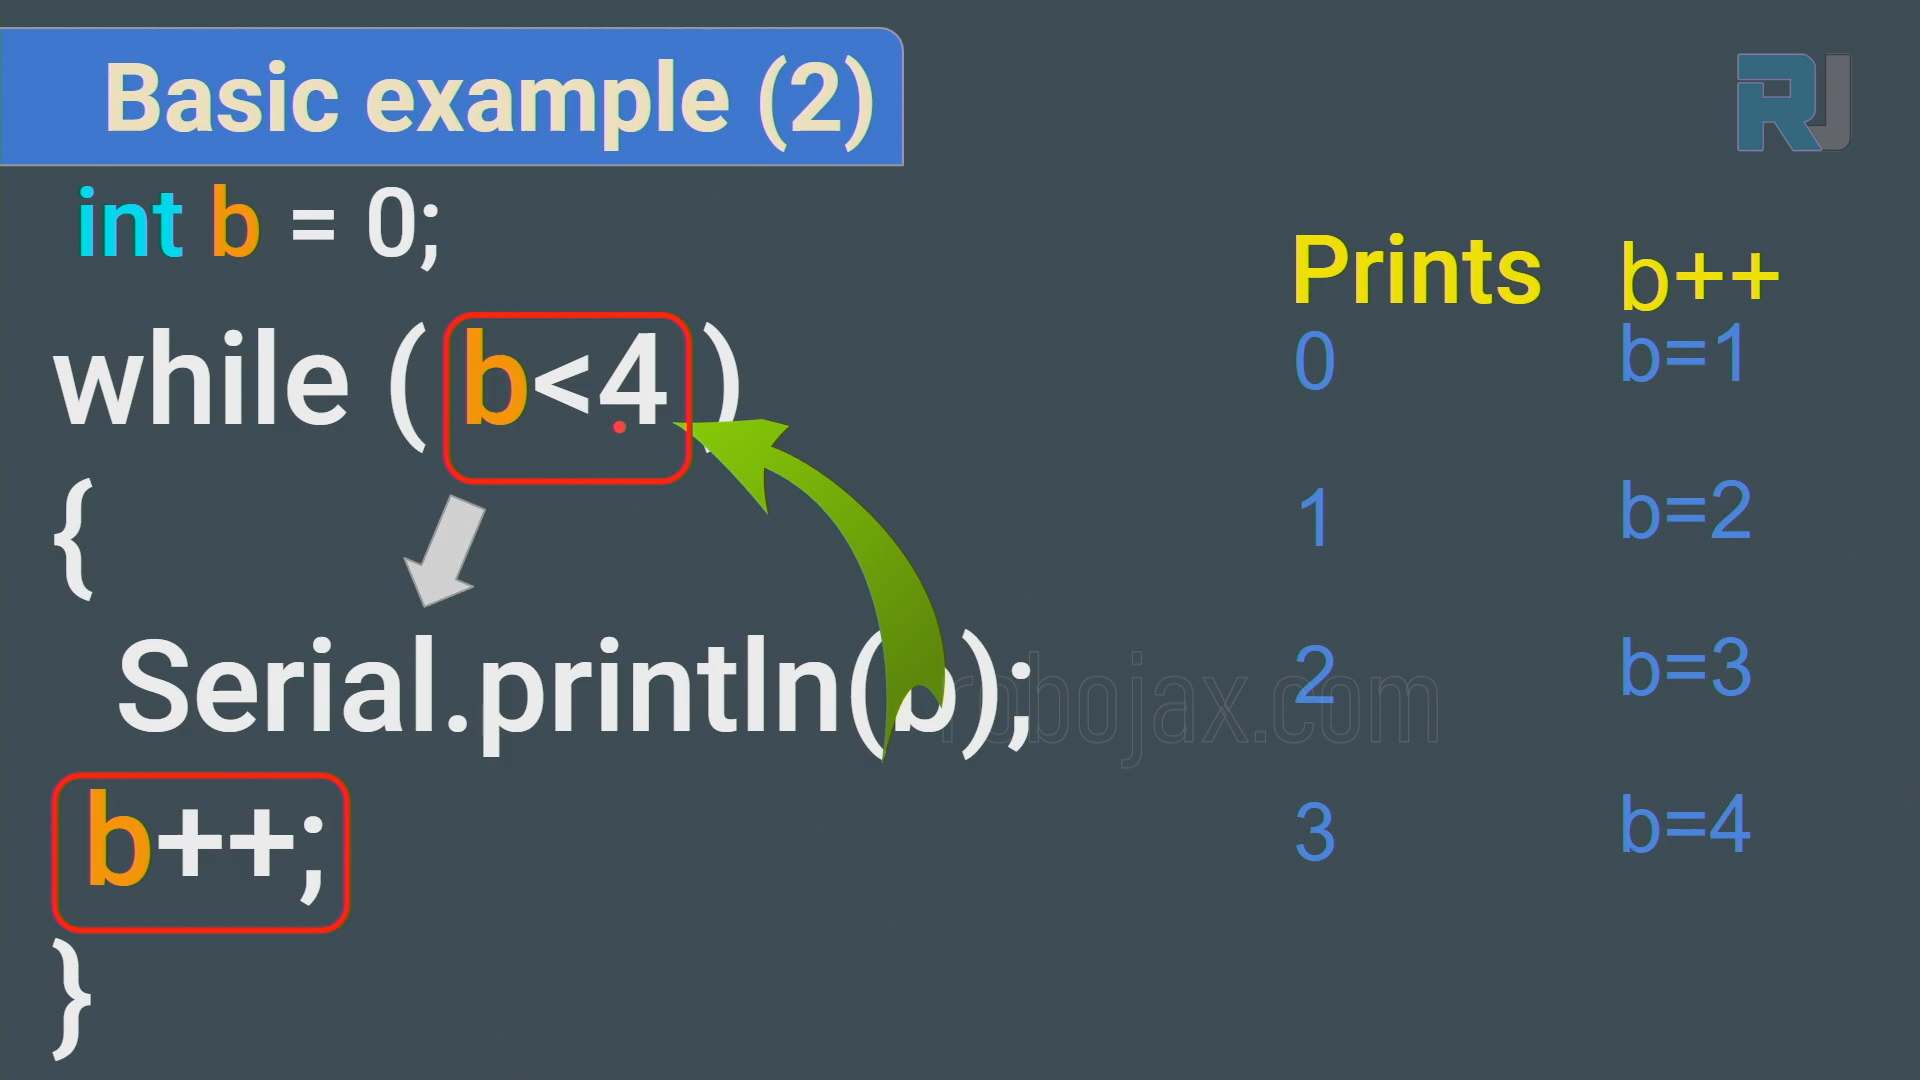 Basic example (2)
RJ
int b = 0;
while ( b<4 )
{
Serial.println(b);
b++;
}
Prints b++
0 b=1
1 b=2
2 b=3
3 b=4
robojax.com